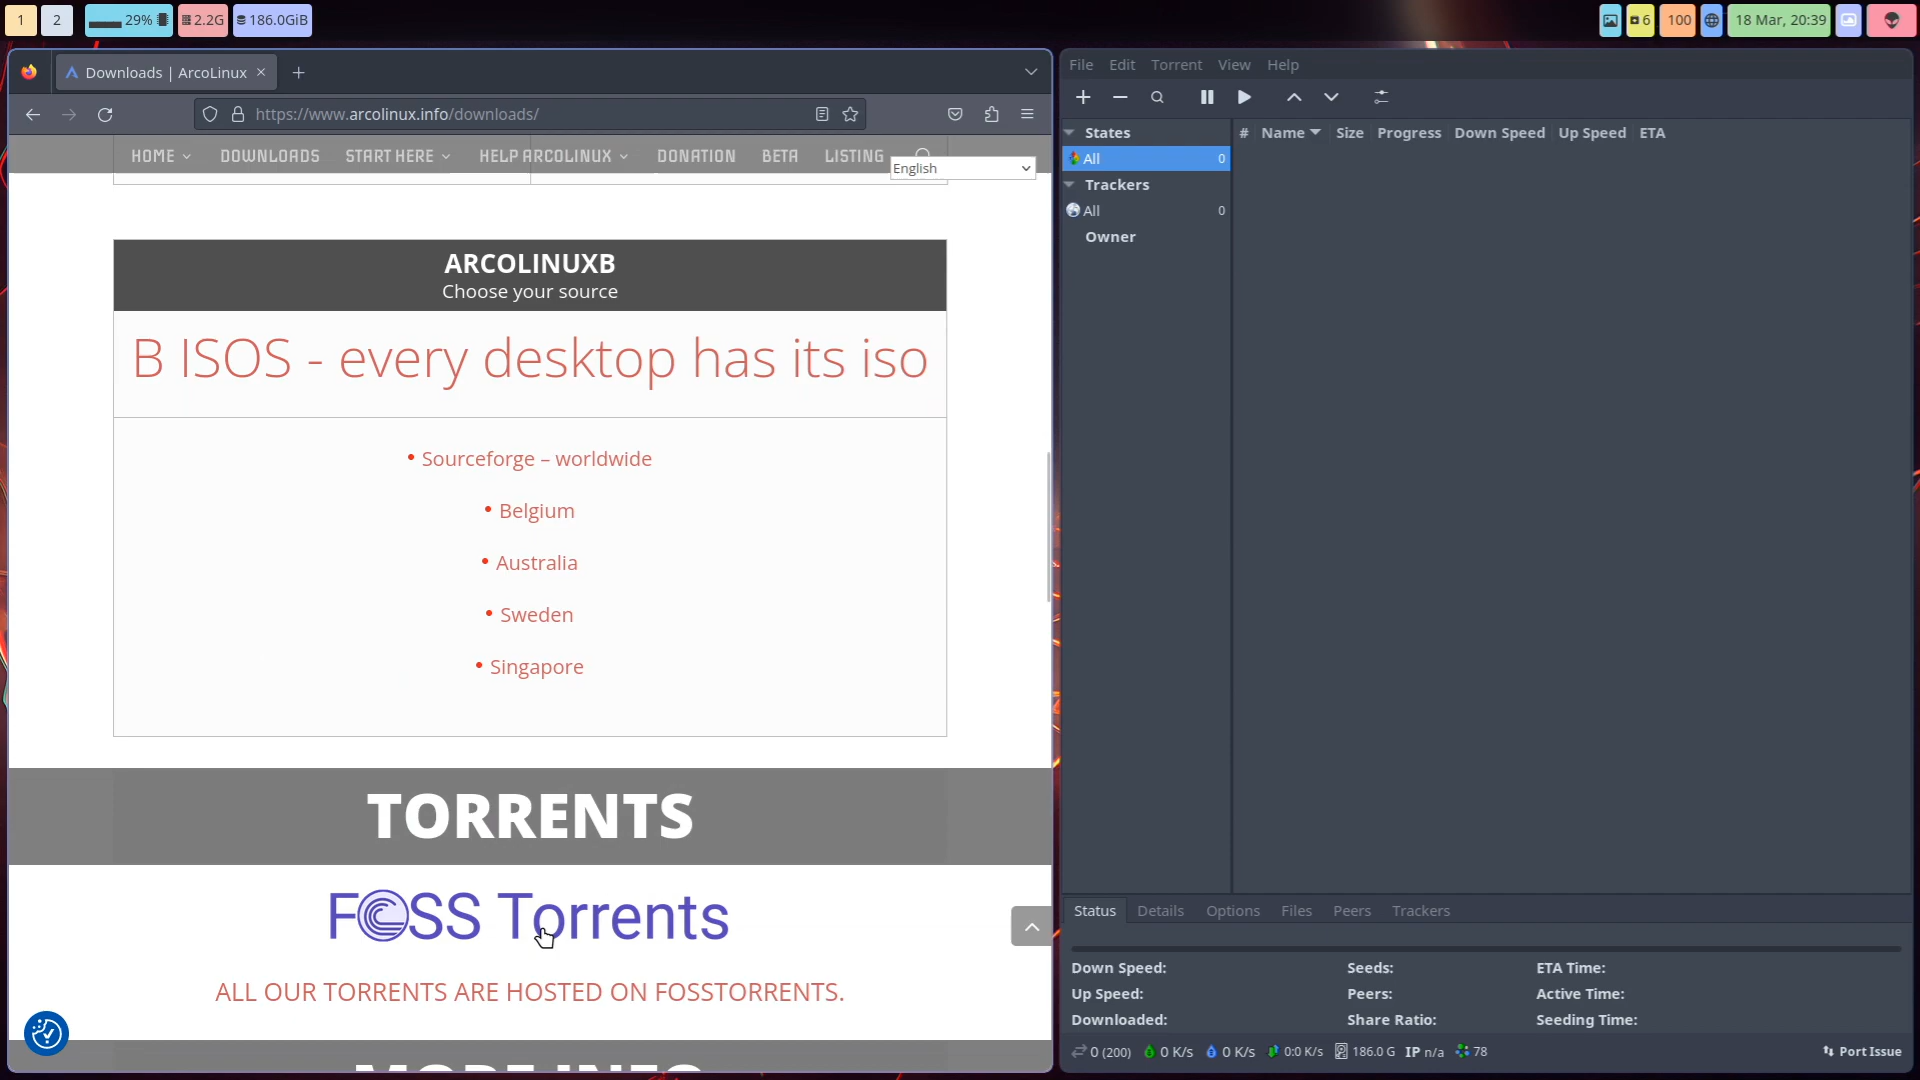 1 2 29% 2.2G 186.0GiB 6 100 18 Mar, 20:39
Downloads | ArcoLinux
https://www.arcolinux.info/downloads/
HOME DOWNLOADS START HERE HELP ARCOLINUX DONATION BETA LISTING
English
ARCOLINUXB
Choose your source
B ISOS - every desktop has its iso
• Sourceforge – worldwide
• Belgium
• Australia
• Sweden
• Singapore
TORRENTS
FOSS Torrents
ALL OUR TORRENTS ARE HOSTED ON FOSSTORRENTS.
MORE INFO
File Edit Torrent View Help
States
All 0
Trackers
All 0
Owner
# Name Size Progress Down Speed Up Speed ETA
Status Details Options Files Peers Trackers
Down Speed: Seeds: ETA Time:
Up Speed: Peers: Active Time:
Downloaded: Share Ratio: Seeding Time:
0 (200) 0 K/s 0 K/s 0:0 K/s 186.0 G IP n/a 78 Port Issue